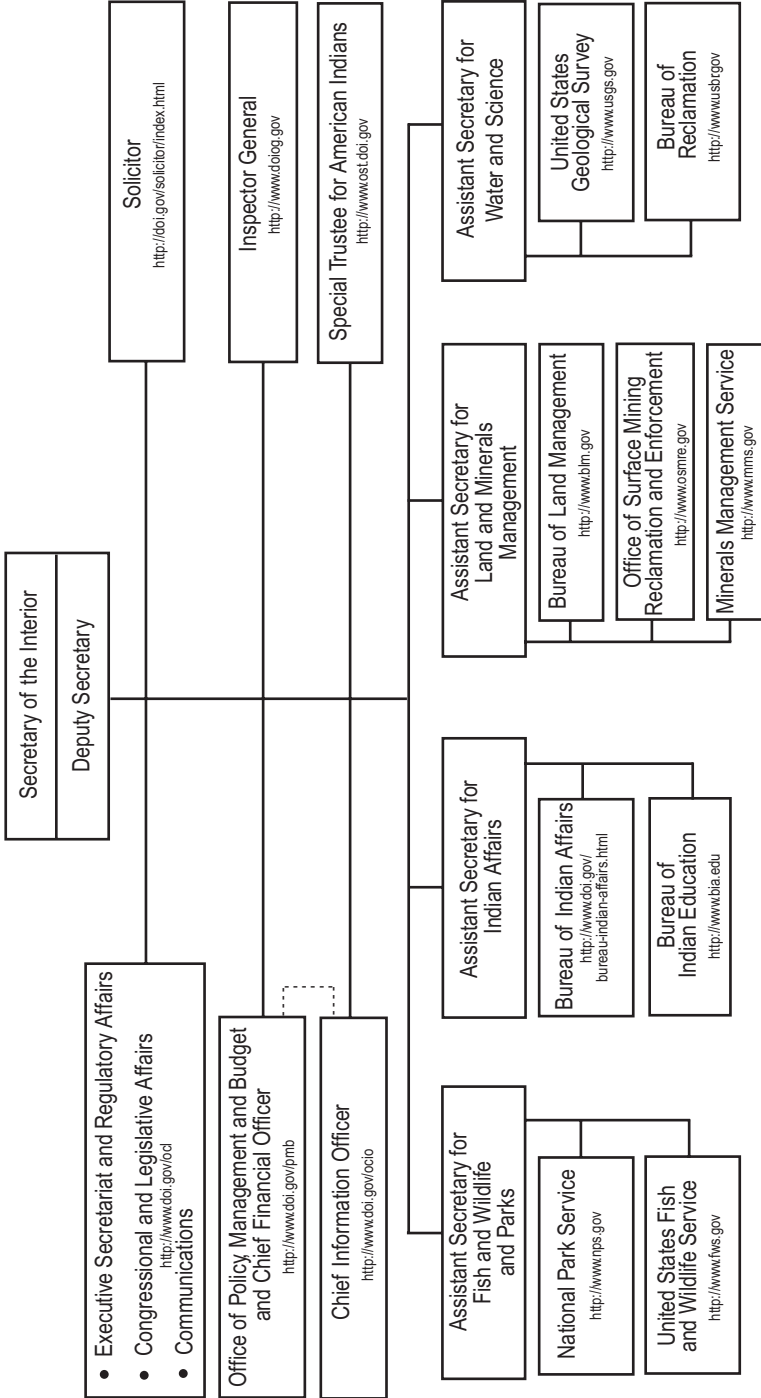 Secretary of the Interior
Deputy Secretary
• Executive Secretariat and Regulatory Affairs
• Congressional and Legislative Affairs
http://www.doi.gov/ocl
• Communications
Solicitor
http://doi.gov/solicitor/index.html
Office of Policy, Management and Budget
and Chief Financial Officer
http://www.doi.gov/pmb
Inspector General
http://www.doiog.gov
Chief Information Officer
http://www.doi.gov/ocio
Special Trustee for American Indians
http://www.ost.doi.gov
Assistant Secretary for
Fish and Wildlife
and Parks
National Park Service
http://www.nps.gov
United States Fish
and Wildlife Service
http://www.fws.gov
Assistant Secretary for
Indian Affairs
Bureau of Indian Affairs
http://www.doi.gov/
bureau-indian-affairs.html
Bureau of
Indian Education
http://www.bia.edu
Assistant Secretary for
Land and Minerals
Management
Bureau of Land Management
http://www.blm.gov
Office of Surface Mining
Reclamation and Enforcement
http://www.osmre.gov
Minerals Management Service
http://www.mms.gov
Assistant Secretary for
Water and Science
United States
Geological Survey
http://www.usgs.gov
Bureau of
Reclamation
http://www.usbr.gov